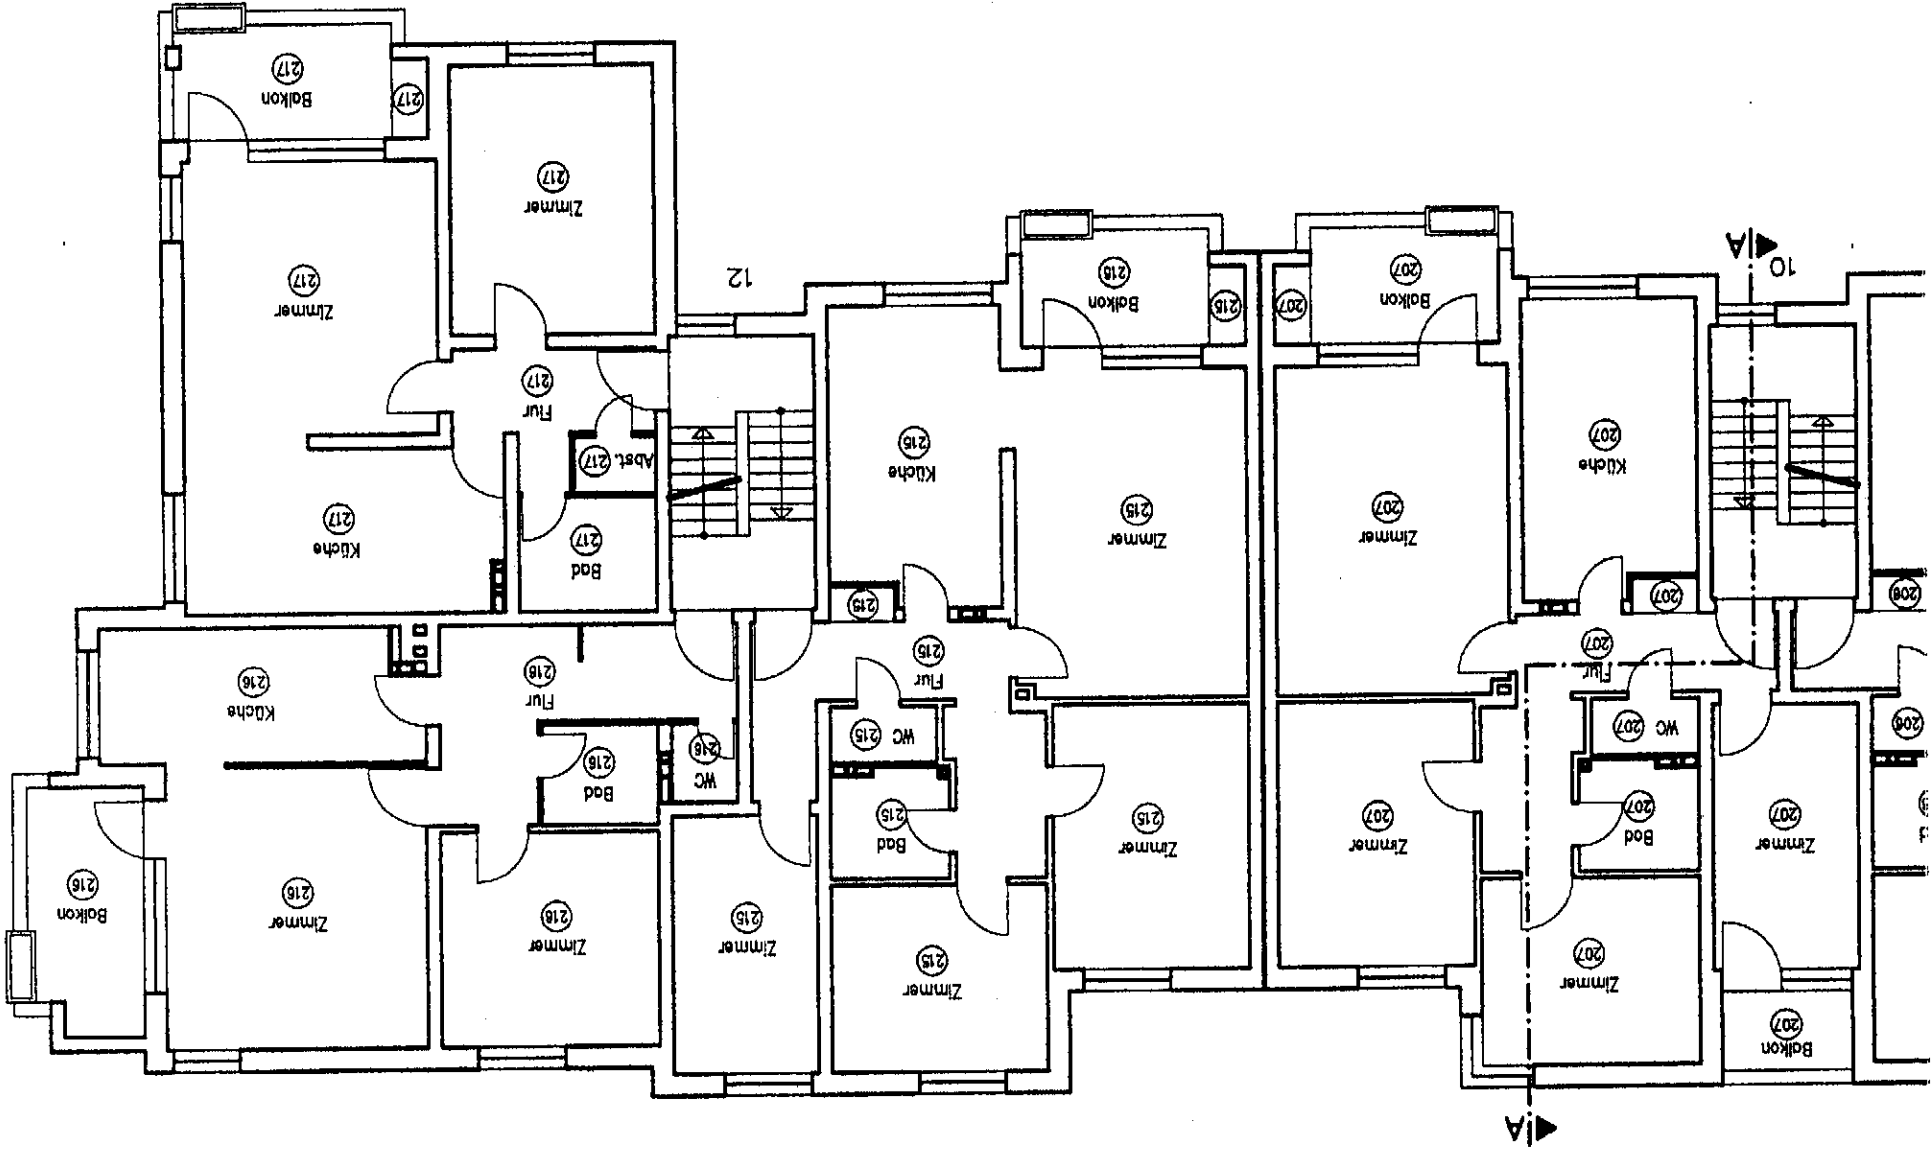 A
Balkon
207
Zimmer
207
Zimmer
215
Zimmer
207
Zimmer
207
Bad
207
WC
207
Zimmer
215
Bad
215
WC
215
Zimmer
215
Zimmer
216
Zimmer
216
Balkon
216
Bad
216
WC
216
206
Flur
207
Flur
215
Flur
216
Küche
216
206
207
215
Zimmer
207
Küche
207
Zimmer
215
Küche
215
Bad
217
Küche
217
Abst. 217
Flur
217
Balkon
207
207
215
Balkon
215
10
A
12
Zimmer
217
Zimmer
217
217
Balkon
217